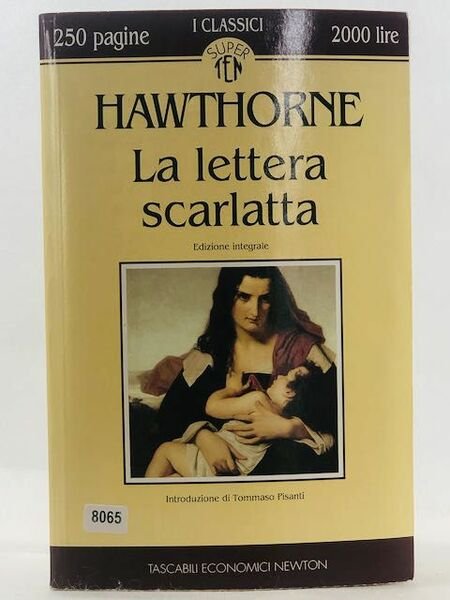 250 pagine
I CLASSICI
2000 lire
SUPER
TEN
HAWTHORNE
La lettera
scarlatta
Edizione integrale
Introduzione di Tommaso Pisanti
8065
TASCABILI ECONOMICI NEWTON